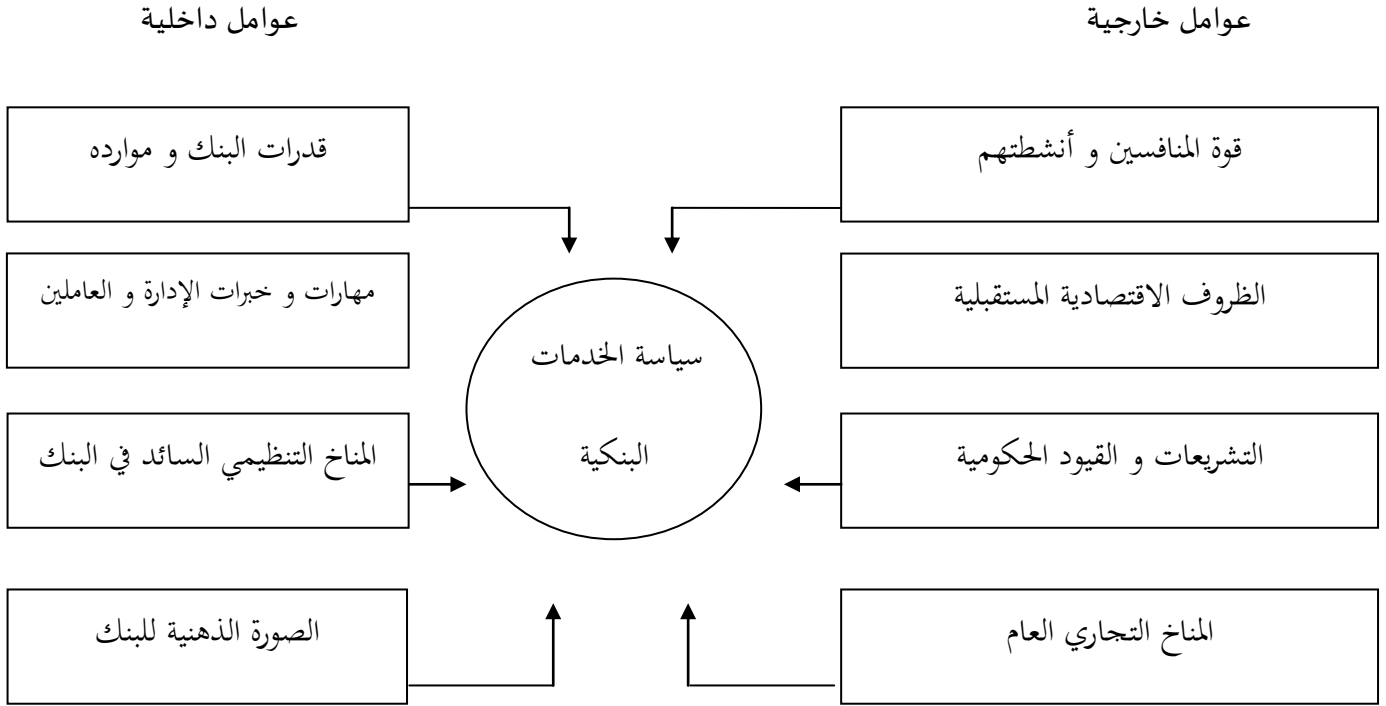 عوامل خارجية
عوامل داخلية
قوة المنافسين و أنشطتهم
قدرات البنك و موارده
الظروف الاقتصادية المستقبلية
مهارات و خبرات الإدارة و العاملين
سياسة الخدمات
البنكية
التشريعات و القيود الحكومية
المناخ التنظيمي السائد في البنك
المناخ التجاري العام
الصورة الذهنية للبنك